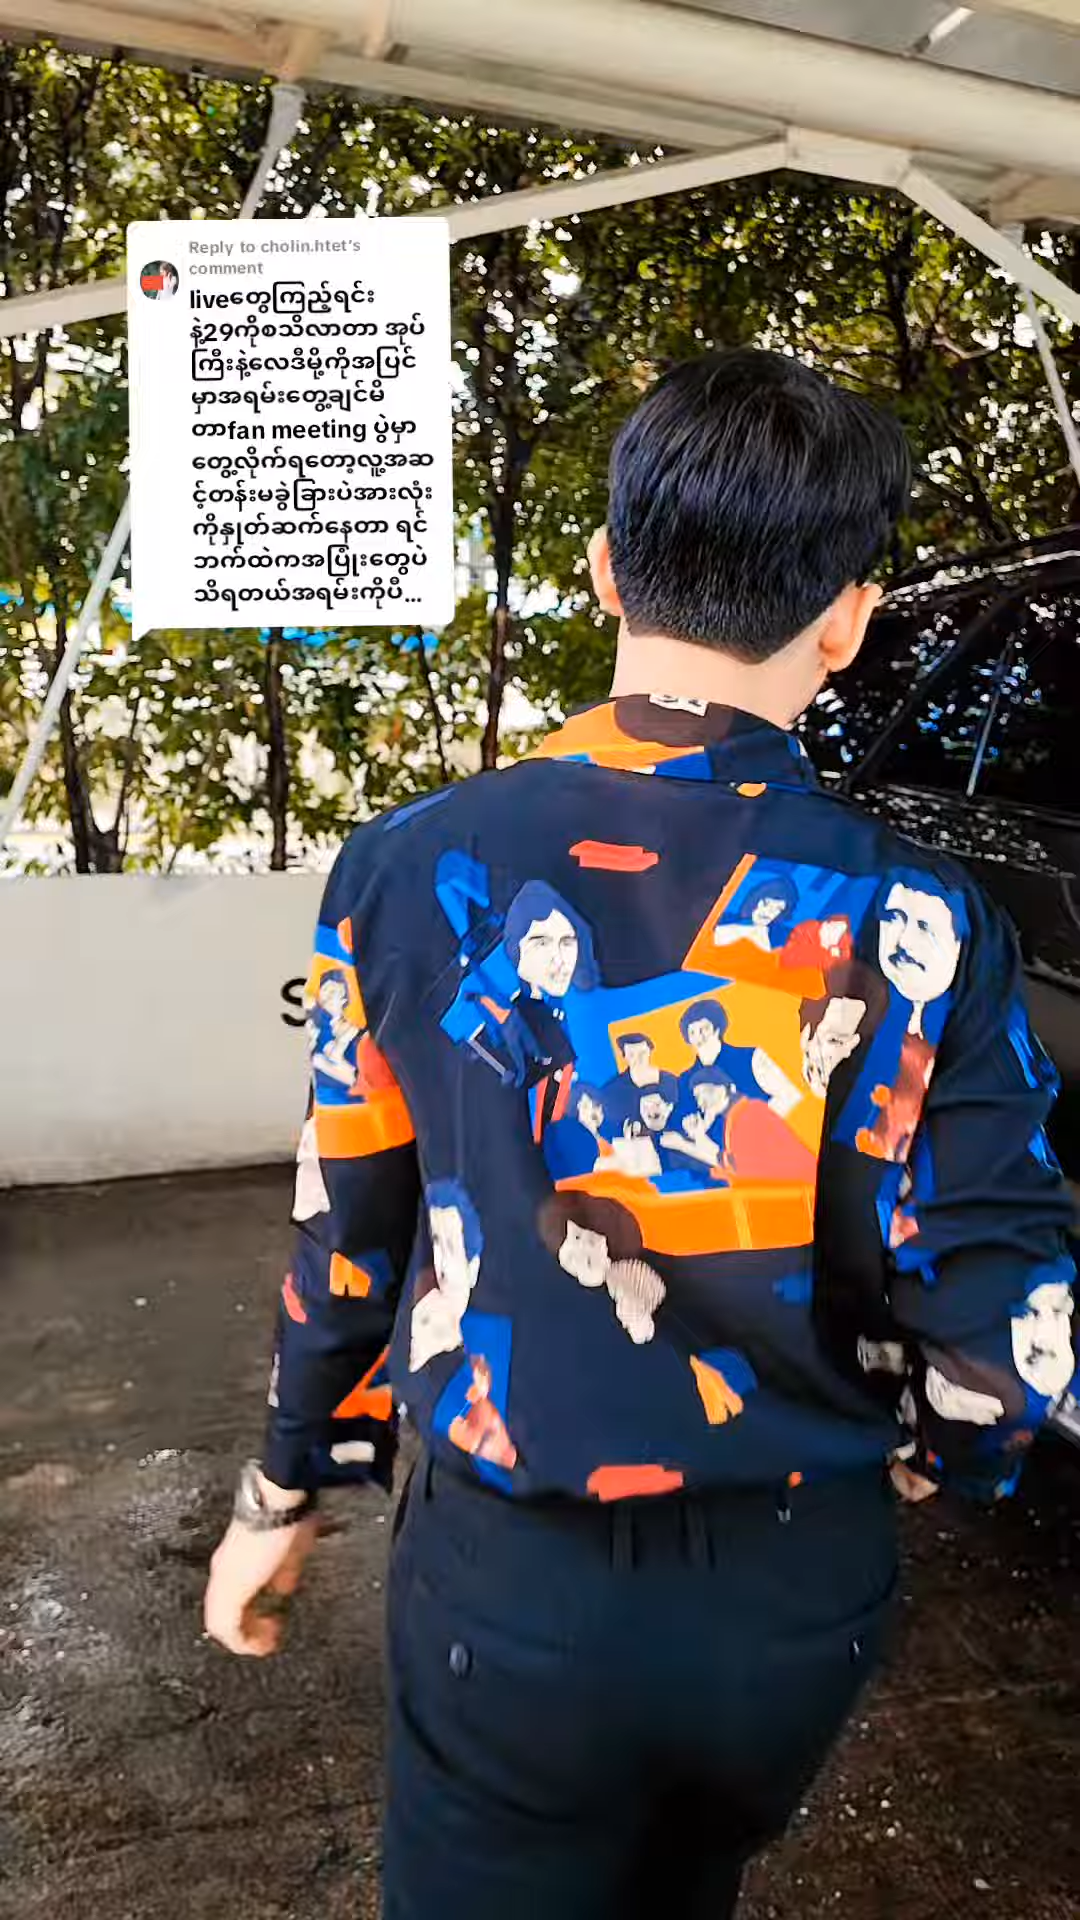 Reply to cholin.htet's
comment
liveတွေကြည့်ရင်း
နဲ့29ကိုစသိလာတာ အုပ်
ကြီးနဲ့လေဒီမို့ကိုအပြင်
မှာအရမ်းတွေ့ချင်မိ
တာfan meeting ပွဲမှာ
တွေ့လိုက်ရတော့လူ့အဆ
င့်တန်းမခွဲခြားပဲအားလုံး
ကိုနှုတ်ဆက်နေတာ ရင်
ဘက်ထဲကအပြုံးတွေပဲ
သိရတယ်အရမ်းကိုပီ...
S